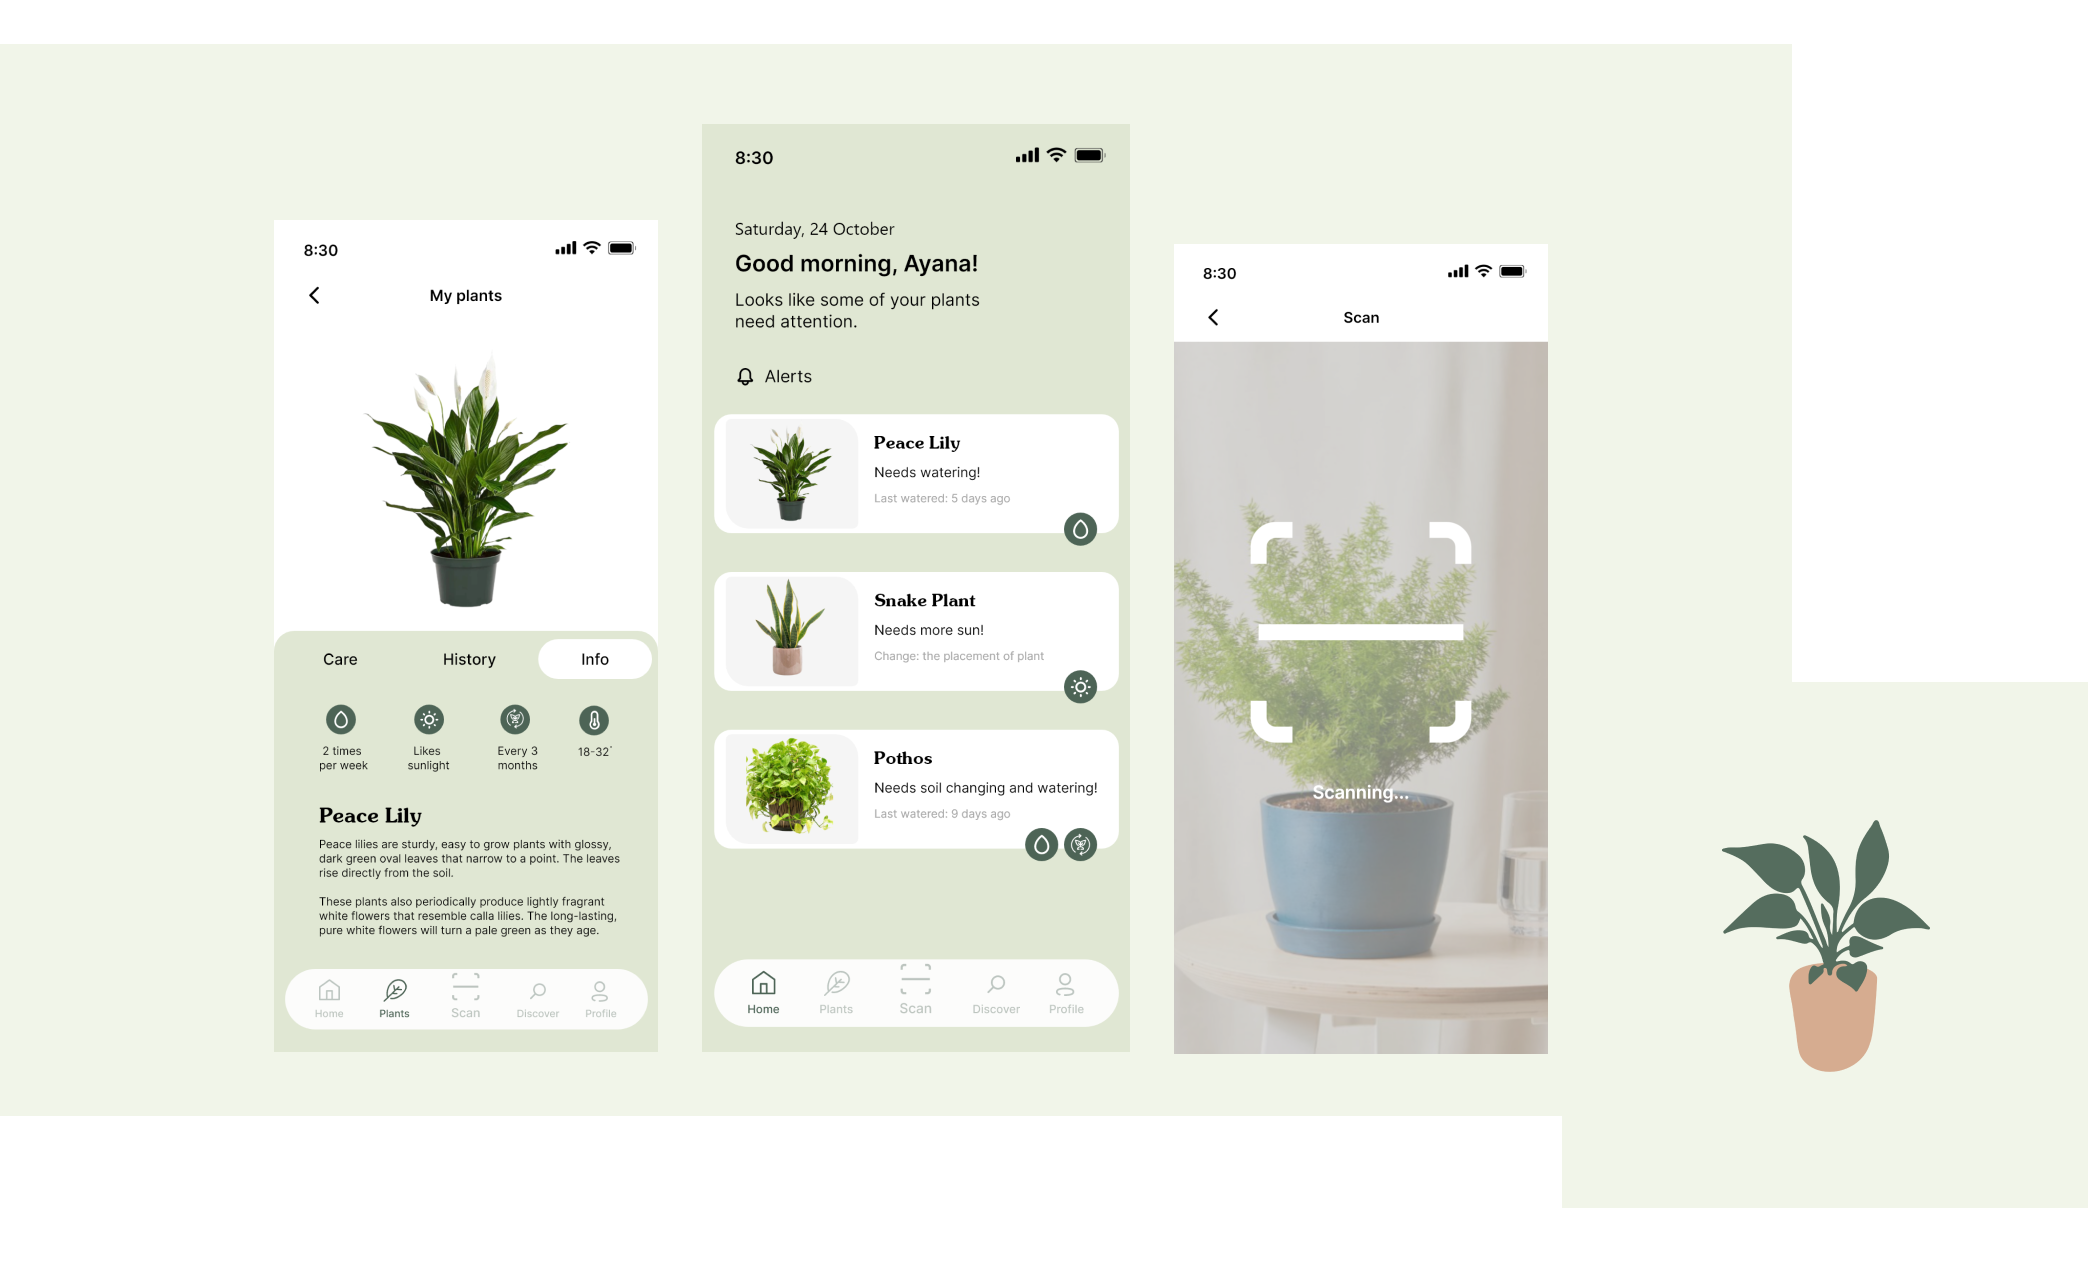 8:30
My plants
Care
History
Info
2 times
per week
Likes
sunlight
Every 3
months
18-32°
Peace Lily
Peace lilies are sturdy, easy to grow plants with glossy,
dark green oval leaves that narrow to a point. The leaves
rise directly from the soil.
These plants also periodically produce lightly fragrant
white flowers that resemble calla lilies. The long-lasting,
pure white flowers will turn a pale green as they age.
Home
Plants
Scan
Discover
Profile
8:30
Saturday, 24 October
Good morning, Ayana!
Looks like some of your plants
need attention.
Alerts
Peace Lily
Needs watering!
Last watered: 5 days ago
Snake Plant
Needs more sun!
Change: the placement of plant
Pothos
Needs soil changing and watering!
Last watered: 9 days ago
Home
Plants
Scan
Discover
Profile
8:30
Scan
Scanning...